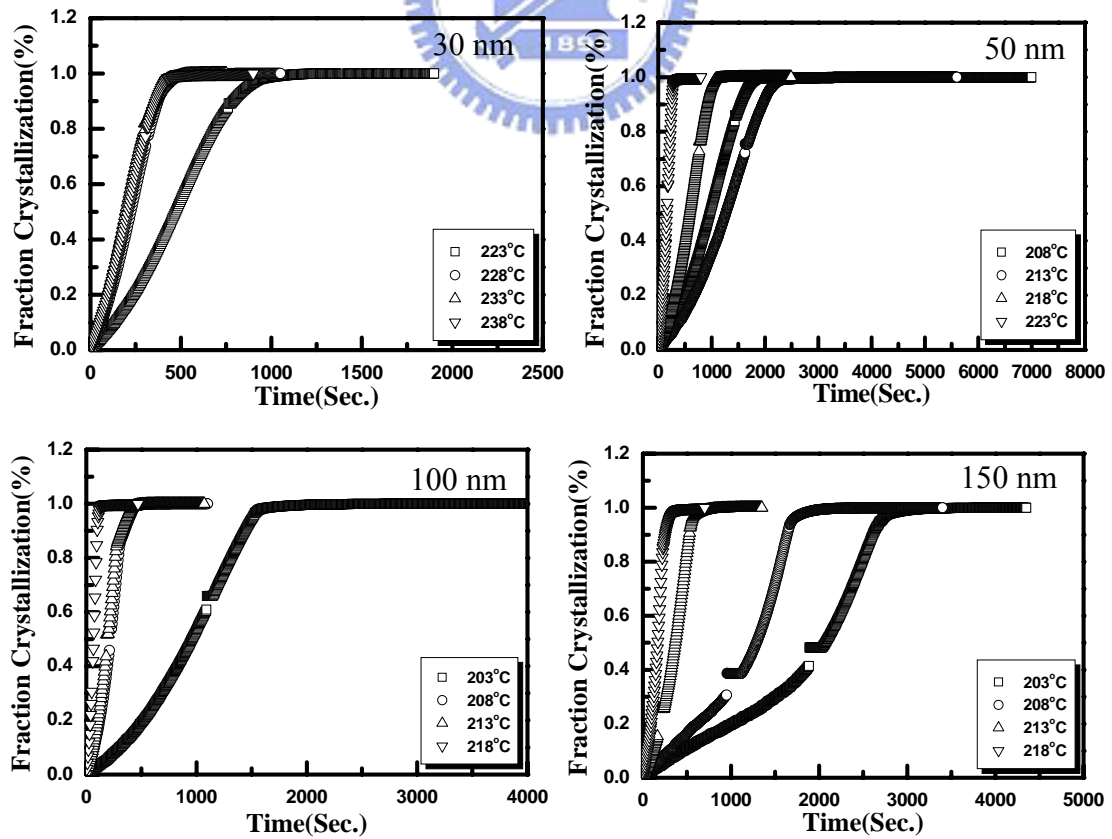 1896
30 nm
Fraction Crystallization(%)
1.2
1.0
0.8
0.6
0.4
0.2
0.0
223°C
228°C
233°C
238°C
0 500 1000 1500 2000 2500
Time(Sec.)
50 nm
Fraction Crystallization(%)
1.2
1.0
0.8
0.6
0.4
0.2
0.0
208°C
213°C
218°C
223°C
0 1000 2000 3000 4000 5000 6000 7000 8000
Time(Sec.)
100 nm
Fraction Crystallization(%)
1.2
1.0
0.8
0.6
0.4
0.2
0.0
203°C
208°C
213°C
218°C
0 1000 2000 3000 4000
Time(Sec.)
150 nm
Fraction Crystallization(%)
1.2
1.0
0.8
0.6
0.4
0.2
0.0
203°C
208°C
213°C
218°C
0 1000 2000 3000 4000 5000
Time(Sec.)